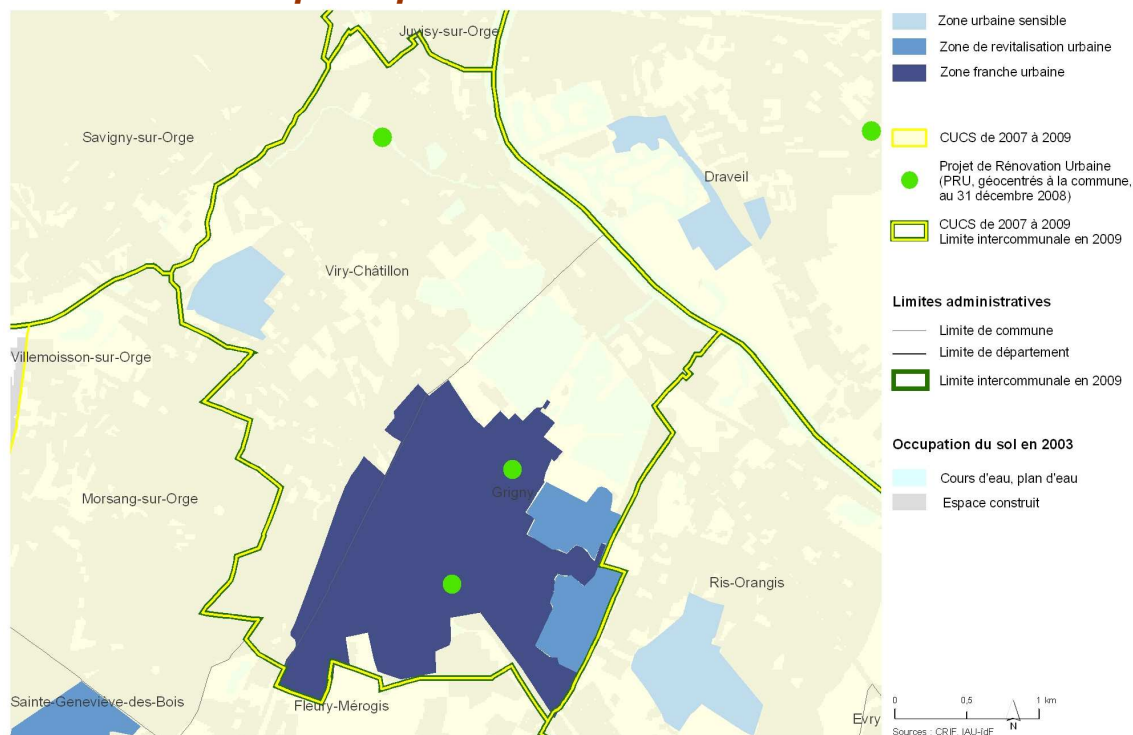 Juvisy-sur-Orge
Savigny-sur-Orge
Draveil
Viry-Châtillon
Villemoisson-sur-Orge
Morsang-sur-Orge
Grigny
Ris-Orangis
Sainte-Geneviève-des-Bois
Fleury-Mérogis
Evry
Zone urbaine sensible
Zone de revitalisation urbaine
Zone franche urbaine
CUCS de 2007 à 2009
Projet de Rénovation Urbaine
(PRU, géocentrés à la commune,
au 31 décembre 2008)
CUCS de 2007 à 2009
Limite intercommunale en 2009
Limites administratives
Limite de commune
Limite de département
Limite intercommunale en 2009
Occupation du sol en 2003
Cours d'eau, plan d'eau
Espace construit
0 0,5 1 km
N
Sources : CRIF, IAU-IdF